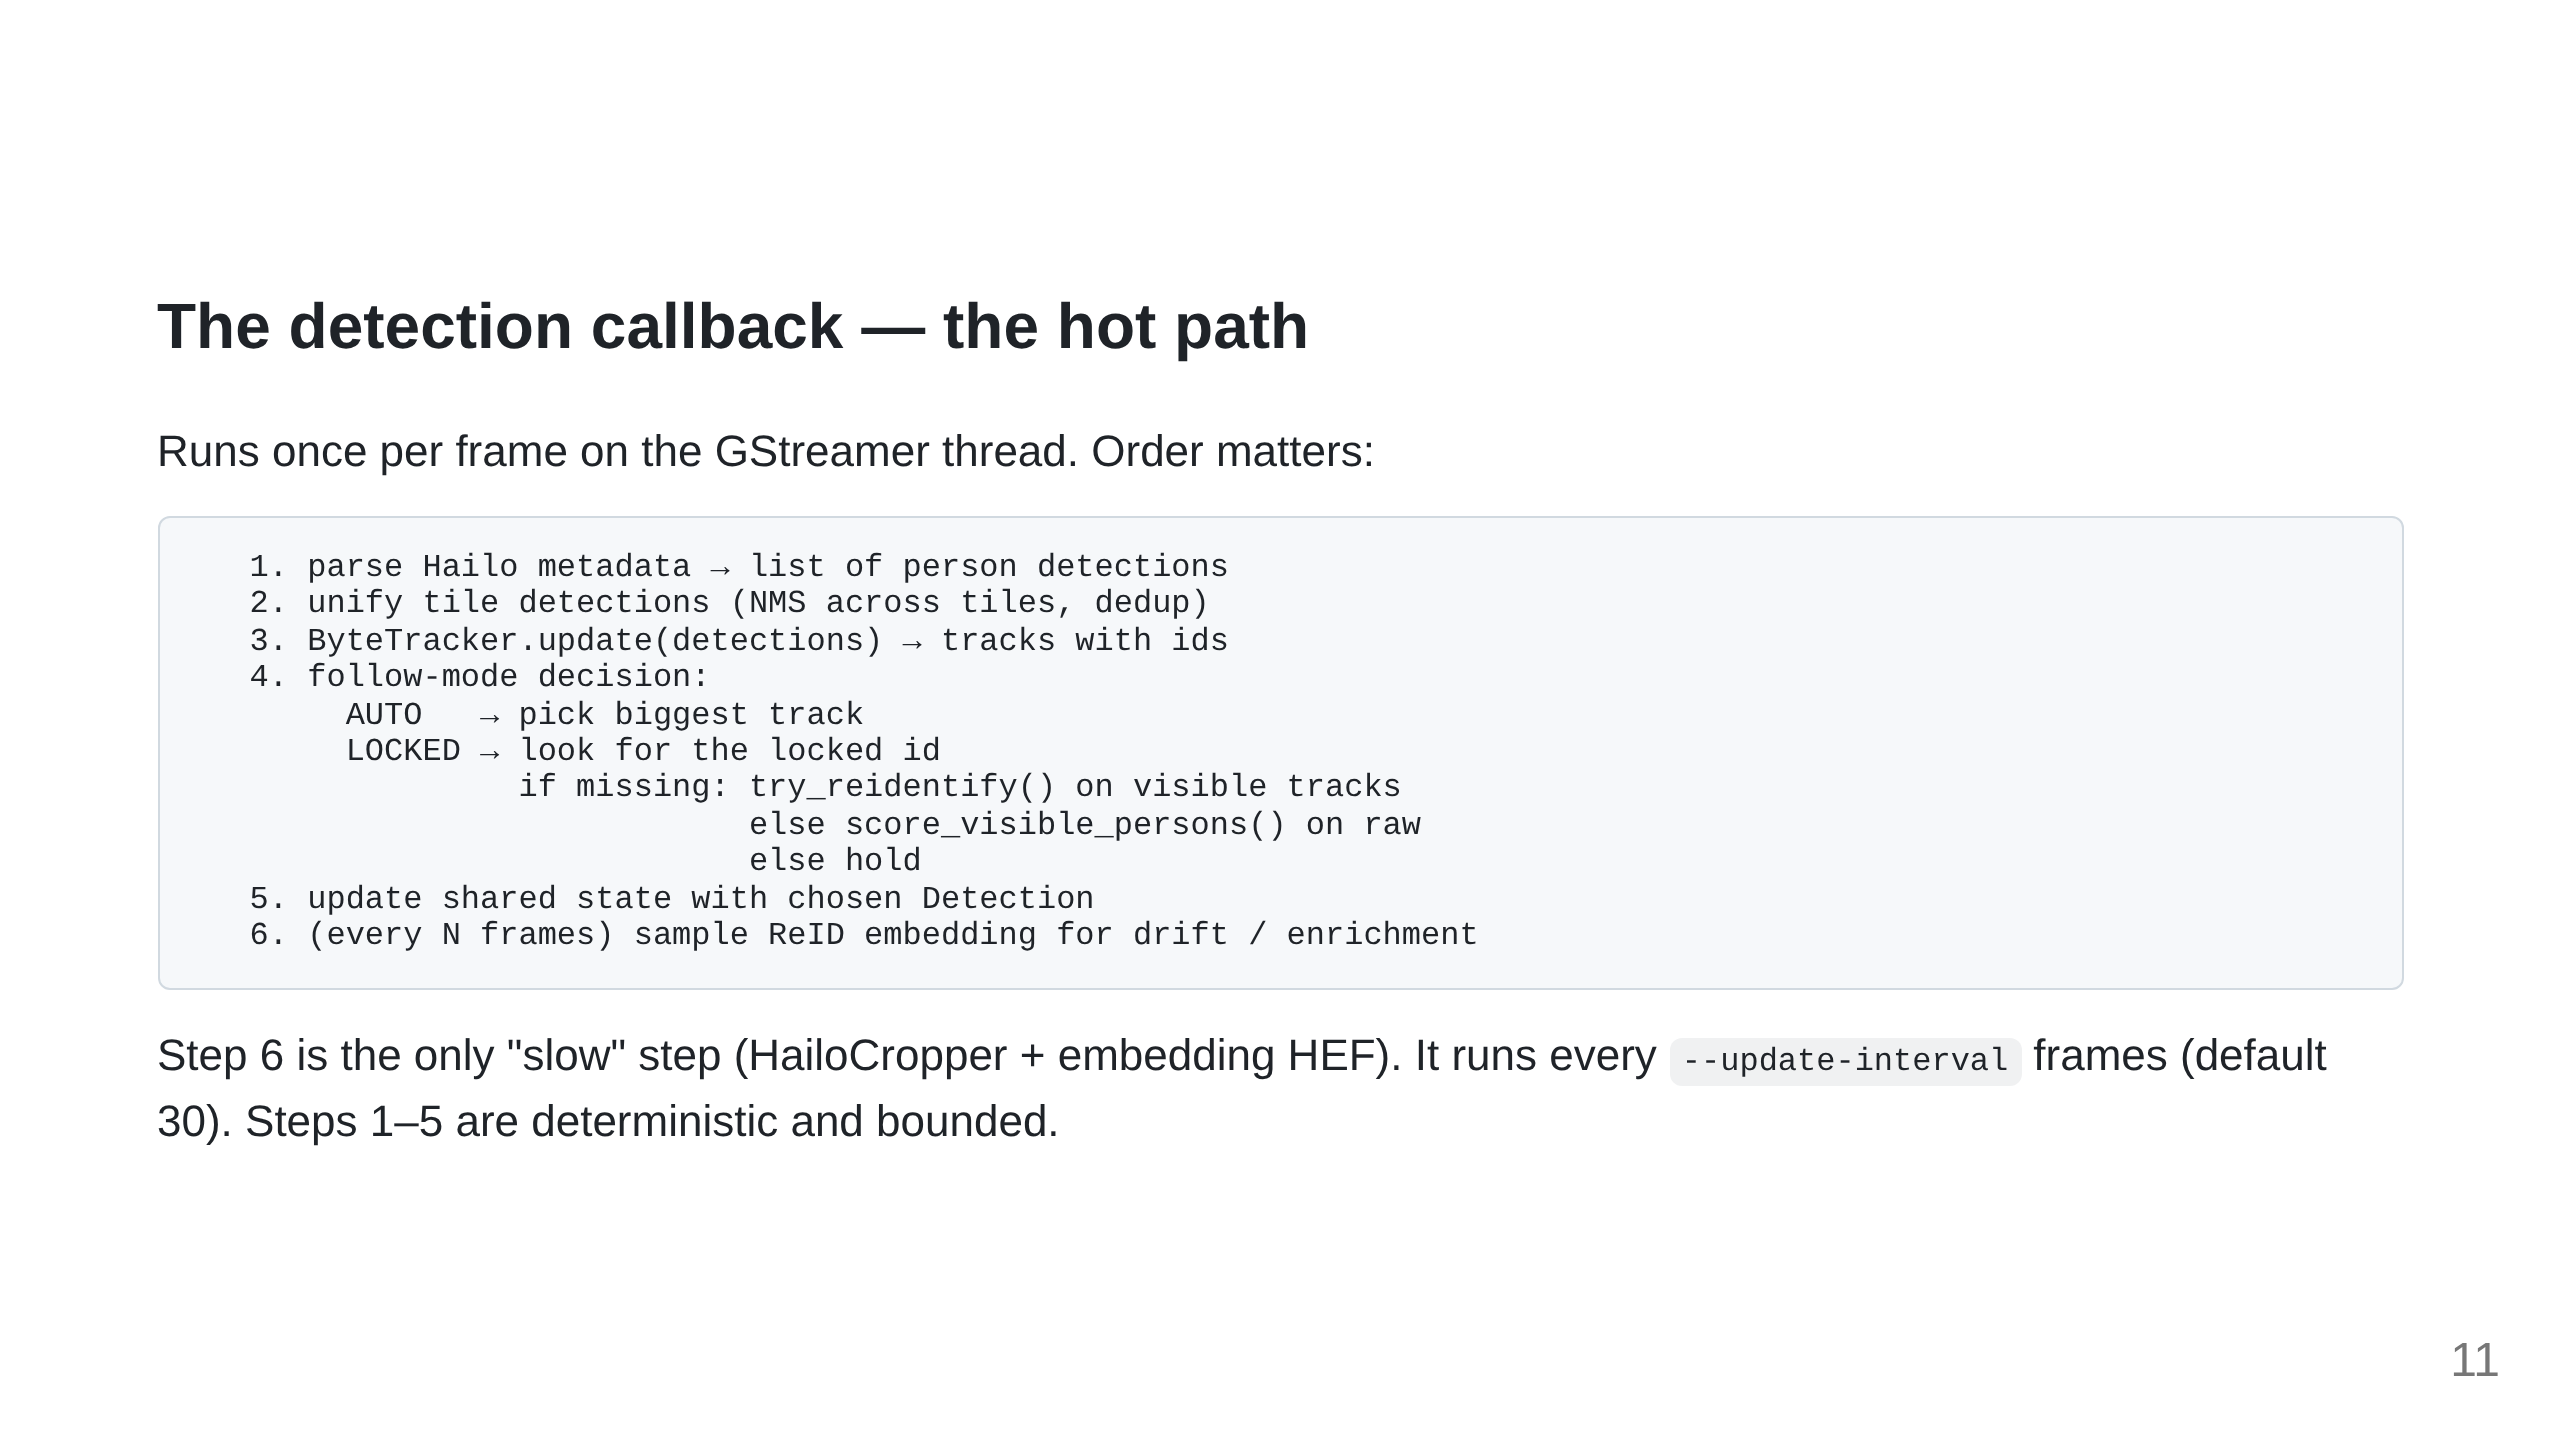 The detection callback — the hot path
Runs once per frame on the GStreamer thread. Order matters:
1. parse Hailo metadata → list of person detections
2. unify tile detections (NMS across tiles, dedup)
3. ByteTracker.update(detections) → tracks with ids
4. follow-mode decision:
     AUTO   → pick biggest track
     LOCKED → look for the locked id
              if missing: try_reidentify() on visible tracks
                          else score_visible_persons() on raw
                          else hold
5. update shared state with chosen Detection
6. (every N frames) sample ReID embedding for drift / enrichment
Step 6 is the only "slow" step (HailoCropper + embedding HEF). It runs every --update-interval frames (default
30). Steps 1–5 are deterministic and bounded.
11